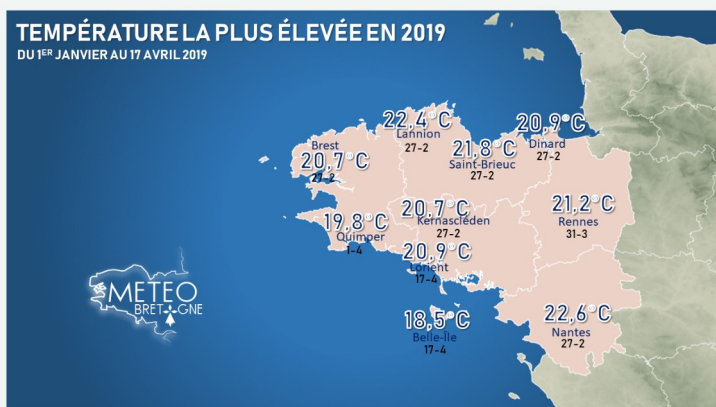 TEMPÉRATURE LA PLUS ÉLEVÉE EN 2019
DU 1ER JANVIER AU 17 AVRIL 2019
22,4°C
Lannion
27-2
20,9°C
Dinard
27-2
Brest
20,7°C
27-2
21,8°C
Saint-Brieuc
27-2
19,8°C
Quimper
1-4
20,7°C
Kernascléden
27-2
21,2°C
Rennes
31-3
20,9°C
Lorient
17-4
18,5°C
Belle-Île
17-4
22,6°C
Nantes
27-2
METEO
BRETAGNE